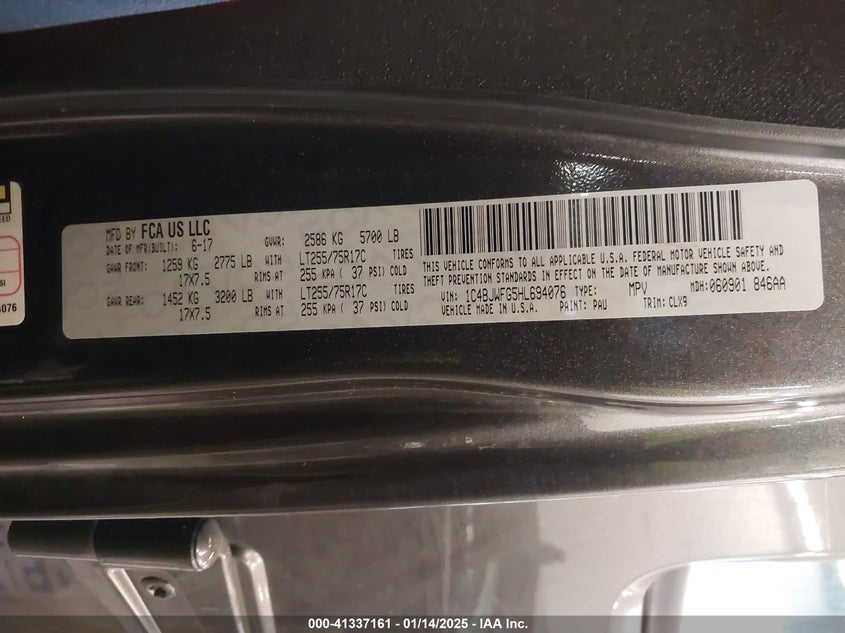 MFD BY FCA US LLC
DATE OF MFR(BUILT): 6-17 GVWR: 2586 KG 5700 LB
GAWR FRONT: 1259 KG 2775 LB WITH LT255/75R17C TIRES
17X7.5 RIMS AT 255 KPA ( 37 PSI) COLD
GAWR REAR: 1452 KG 3200 LB WITH LT255/75R17C TIRES
17X7.5 RIMS AT 255 KPA ( 37 PSI) COLD
THIS VEHICLE CONFORMS TO ALL APPLICABLE U.S.A. FEDERAL MOTOR VEHICLE SAFETY AND
THEFT PREVENTION STANDARDS IN EFFECT ON THE DATE OF MANUFACTURE SHOWN ABOVE.
VIN: 1C4BJWFG5HL694076 TYPE: MPV MDH: 060901 846AA
VEHICLE MADE IN U.S.A. PAINT: PAU TRIM: CLX9
4076
000-41337161 - 01/14/2025 - IAA Inc.